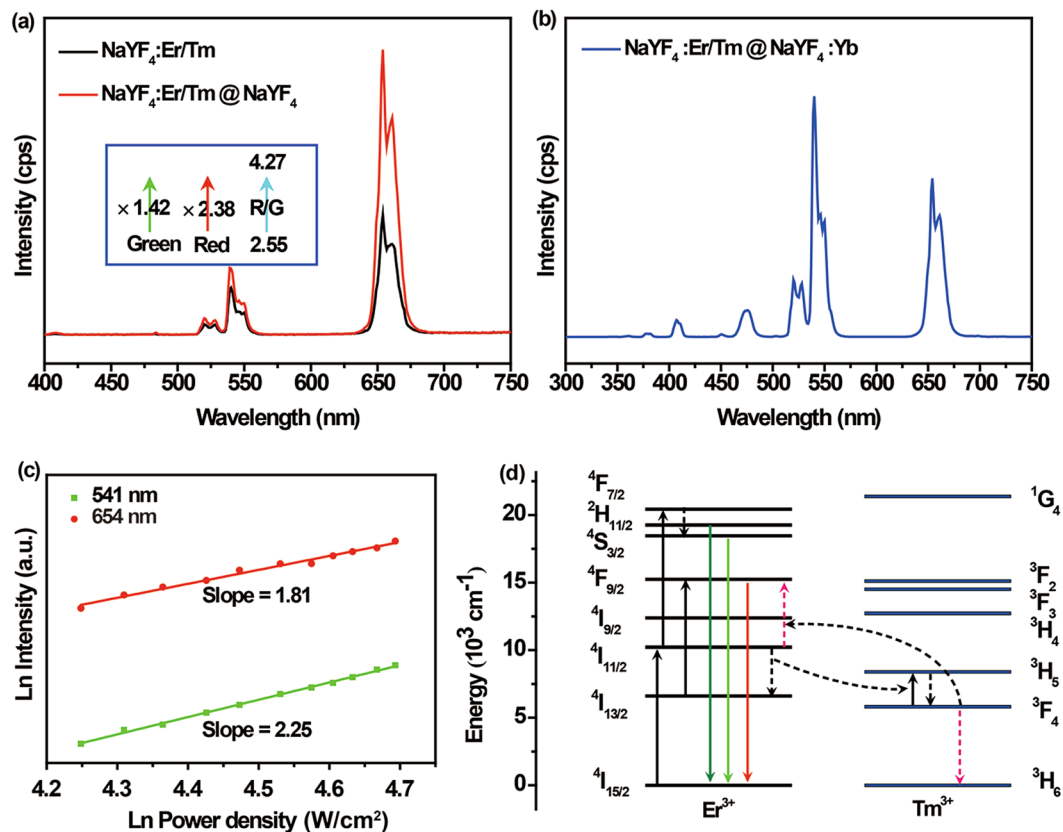 (a)
NaYF₄:Er/Tm
NaYF₄:Er/Tm @ NaYF₄
4.27
× 1.42 × 2.38 R/G
Green Red 2.55
Intensity (cps)
400 450 500 550 600 650 700 750
Wavelength (nm)
(b)
NaYF₄ :Er/Tm @ NaYF₄ :Yb
Intensity (cps)
300 350 400 450 500 550 600 650 700 750
Wavelength (nm)
(c)
541 nm
654 nm
Slope = 1.81
Slope = 2.25
Ln Intensity (a.u.)
4.2 4.3 4.4 4.5 4.6 4.7
Ln Power density (W/cm²)
(d)
Energy (10³ cm⁻¹)
20
15
10
5
0
⁴F₇/₂
²H₁₁/₂
⁴S₃/₂
⁴F₉/₂
⁴I₉/₂
⁴I₁₁/₂
⁴I₁₃/₂
⁴I₁₅/₂
Er³⁺
¹G₄
³F₂
³F₃
³H₄
³H₅
³F₄
³H₆
Tm³⁺